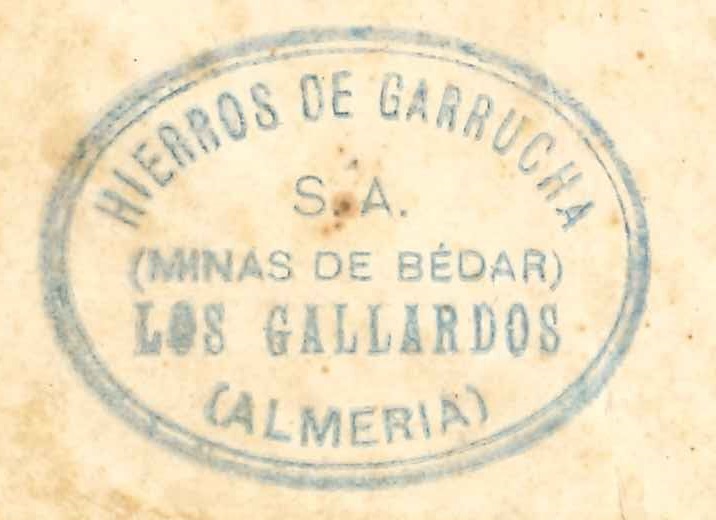 HIERROS DE GARRUCHA
S.A.
(MINAS DE BÉDAR)
LOS GALLARDOS
(ALMERIA)